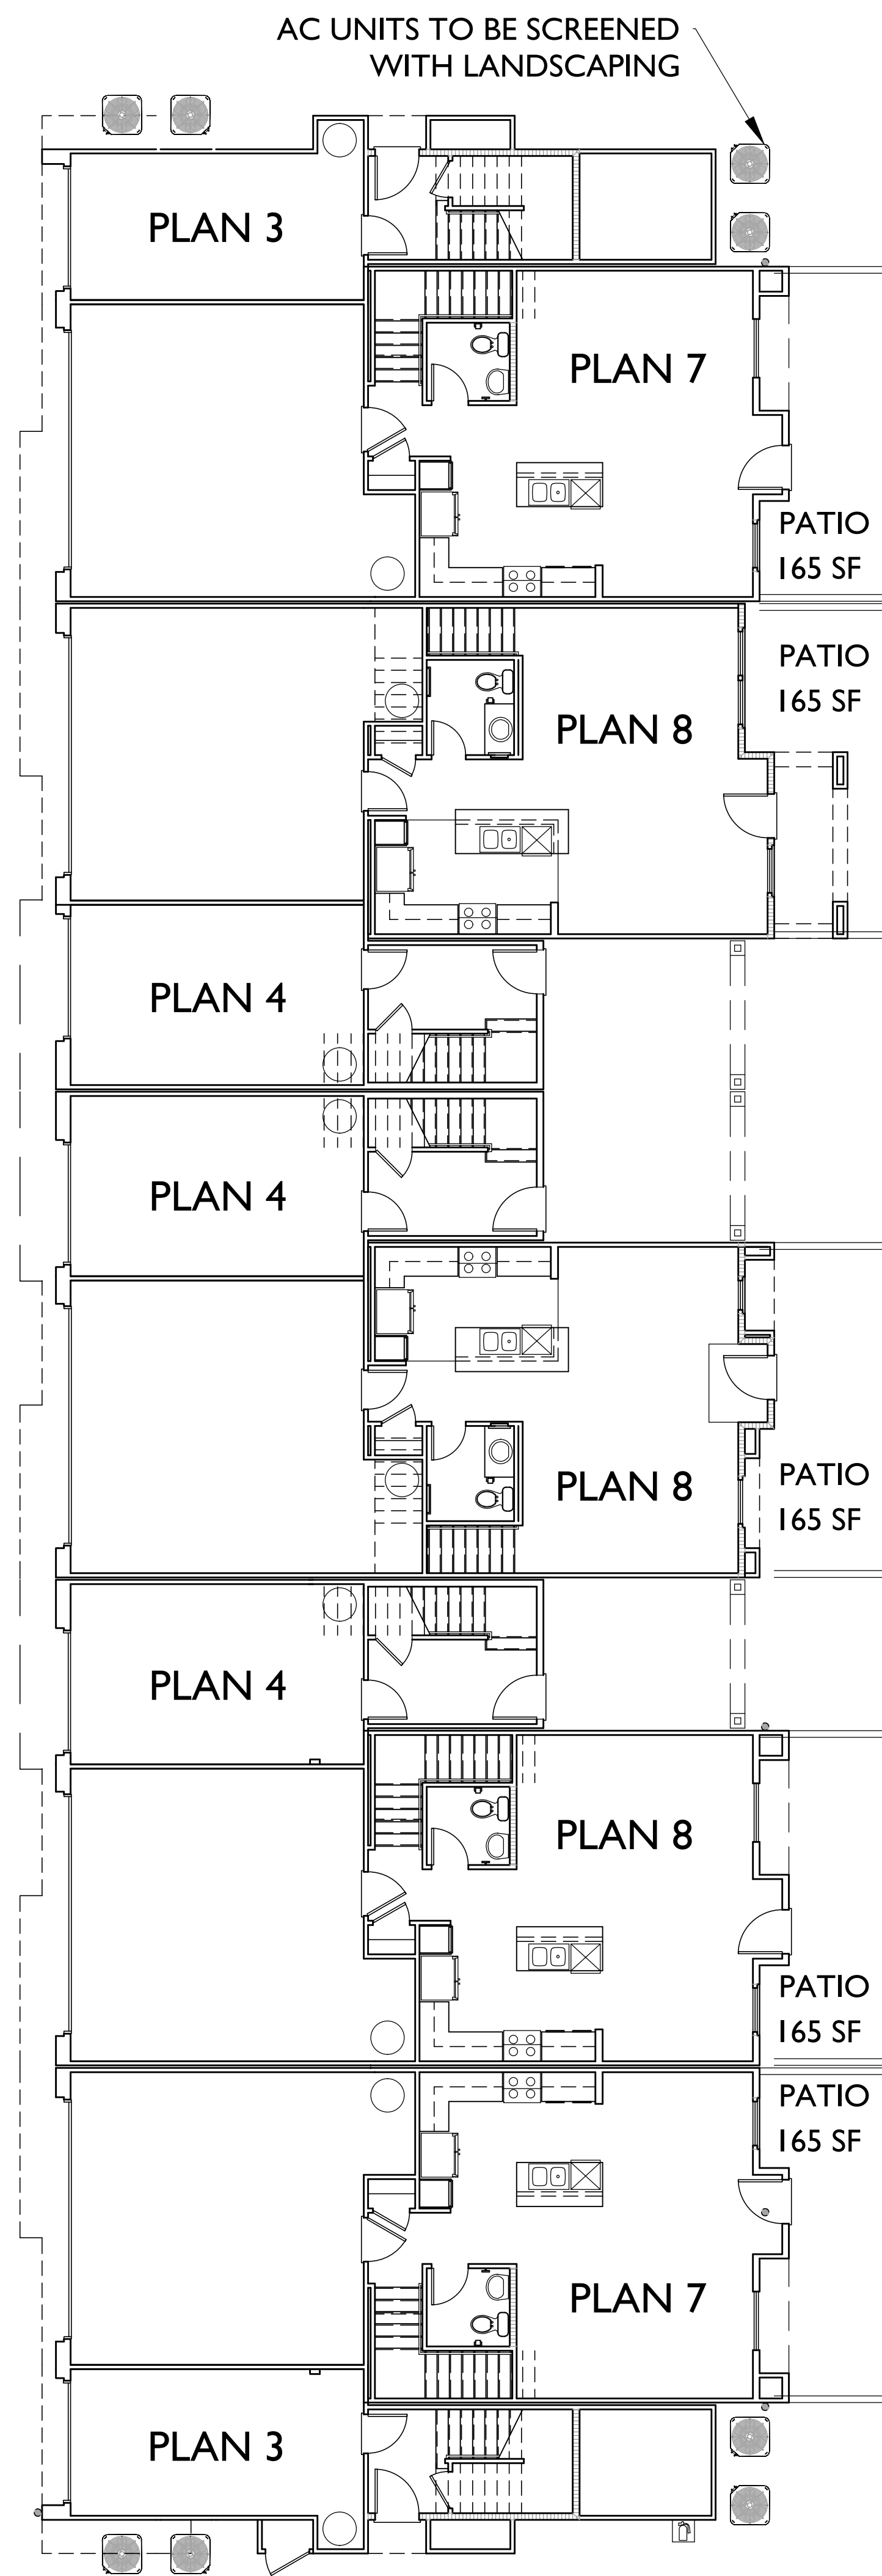 AC UNITS TO BE SCREENED
WITH LANDSCAPING
PLAN 3
PLAN 7
PATIO
165 SF
PATIO
165 SF
PLAN 8
PLAN 4
PLAN 4
PATIO
165 SF
PLAN 8
PLAN 4
PLAN 8
PATIO
165 SF
PATIO
165 SF
PLAN 7
PLAN 3